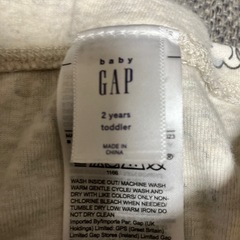 baby
GAP
2 years
toddler
MADE IN
CHINA
WASH INSIDE OUT/ MACHINE WASH
WARM GENTLE CYCLE/ WASH AND
DRY WITH LIKE COLORS/ ONLY NON-
CHLORINE BLEACH WHEN NEEDED/
TUMBLE DRY LOW/ WARM IRON/ DO
NOT DRY CLEAN
Imported by/Importé par: Gap (UK
Limited/ GPS (Great Britain)
Limited Gap Stores (Ireland) Limited